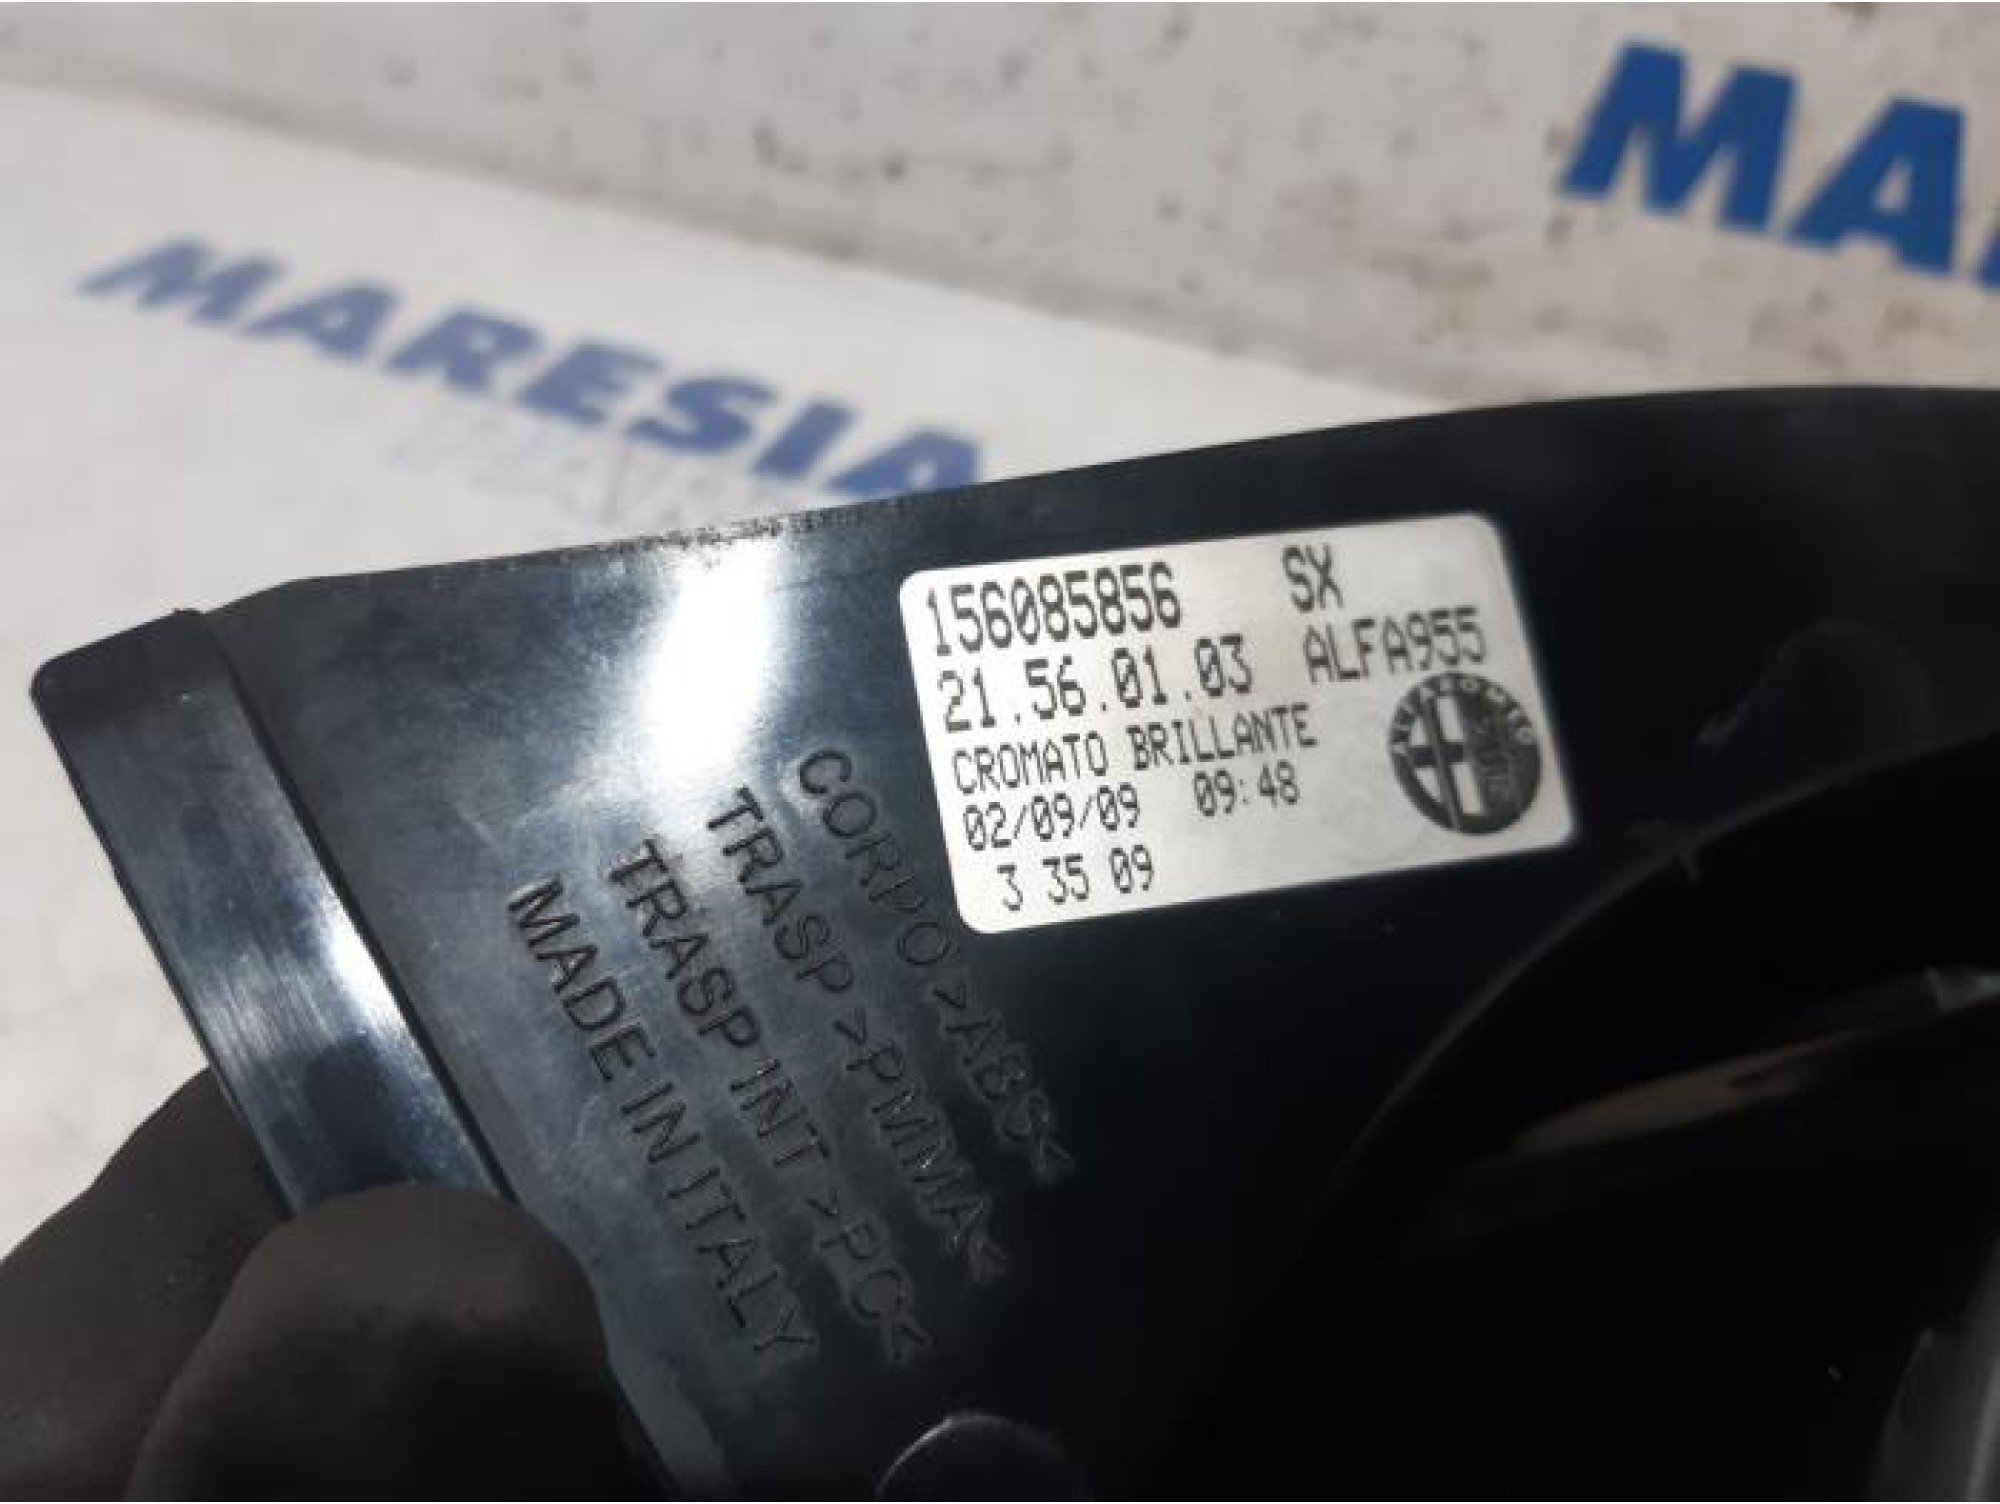 MA
MARESIA
156085856 SX
21.56.01.03 ALFA955
CROMATO BRILLANTE
02/09/09 09:48
3 35 09
CORPO >ABS<
TRASP >PMMA<
TRASP INT >PC<
MADE IN ITALY